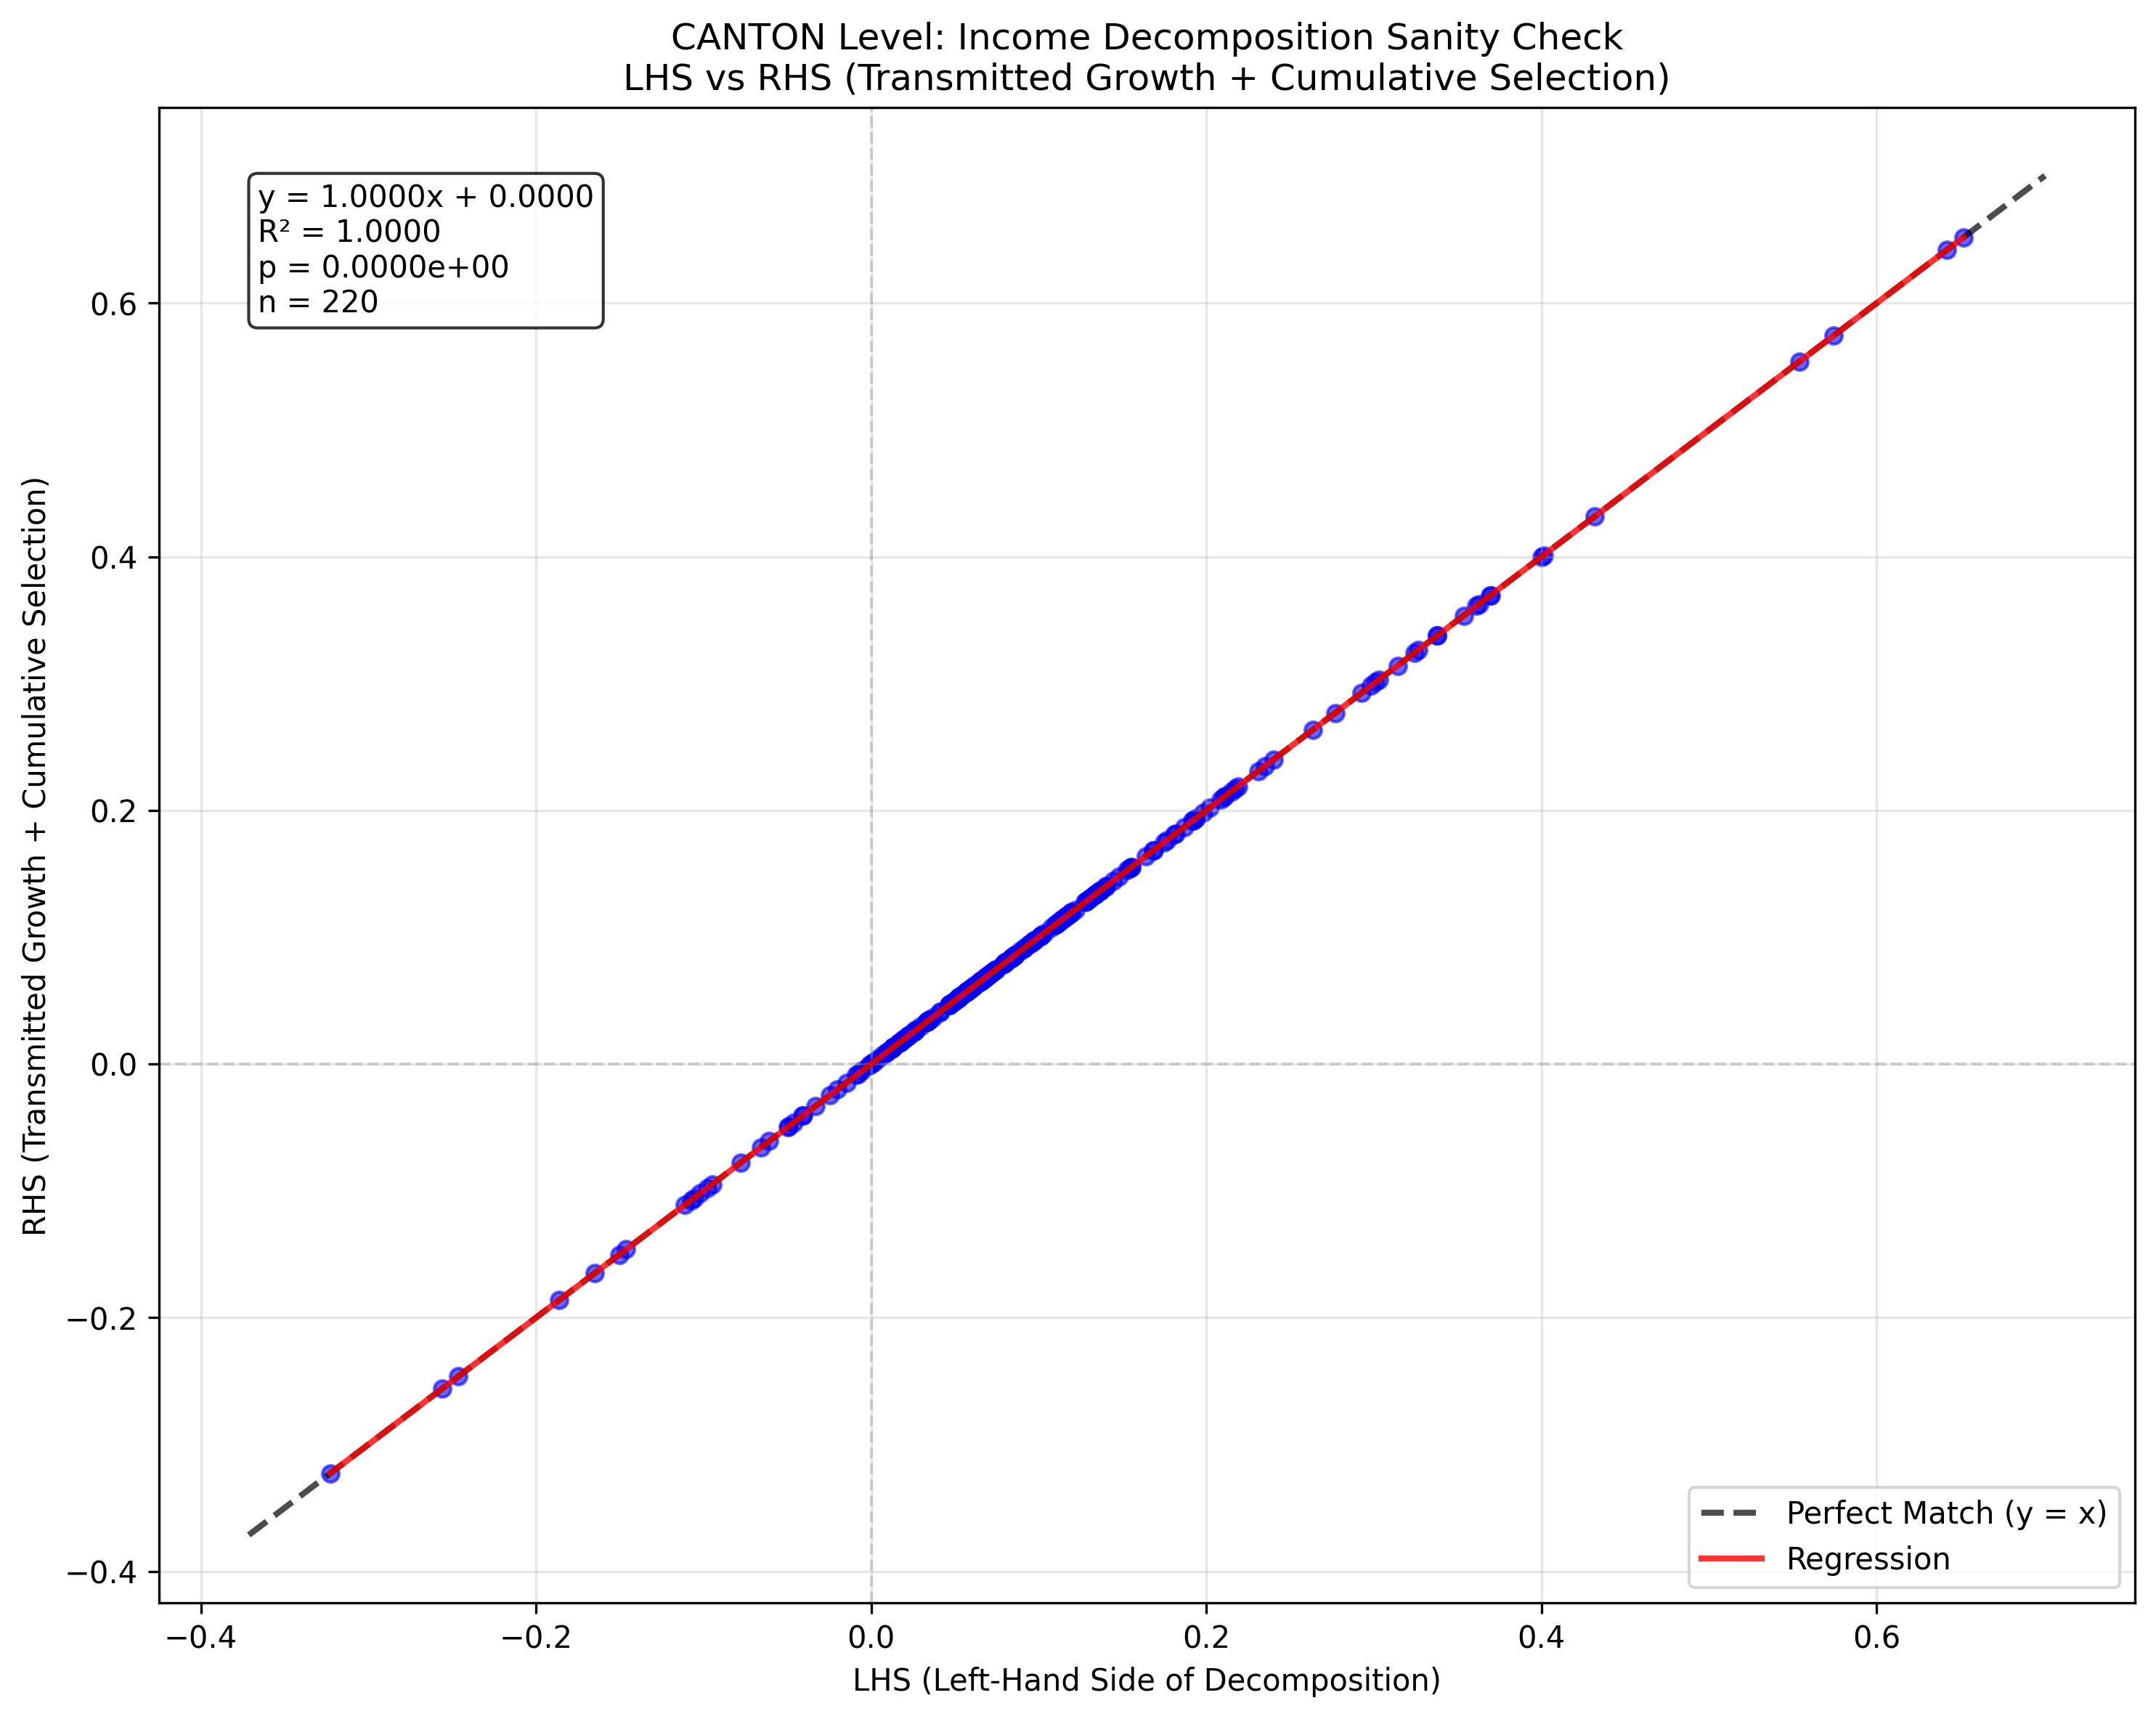 CANTON Level: Income Decomposition Sanity Check
LHS vs RHS (Transmitted Growth + Cumulative Selection)
y = 1.0000x + 0.0000
R² = 1.0000
p = 0.0000e+00
n = 220
RHS (Transmitted Growth + Cumulative Selection)
0.6
0.4
0.2
0.0
−0.2
−0.4
Perfect Match (y = x)
Regression
−0.4
−0.2
0.0
0.2
0.4
0.6
LHS (Left-Hand Side of Decomposition)